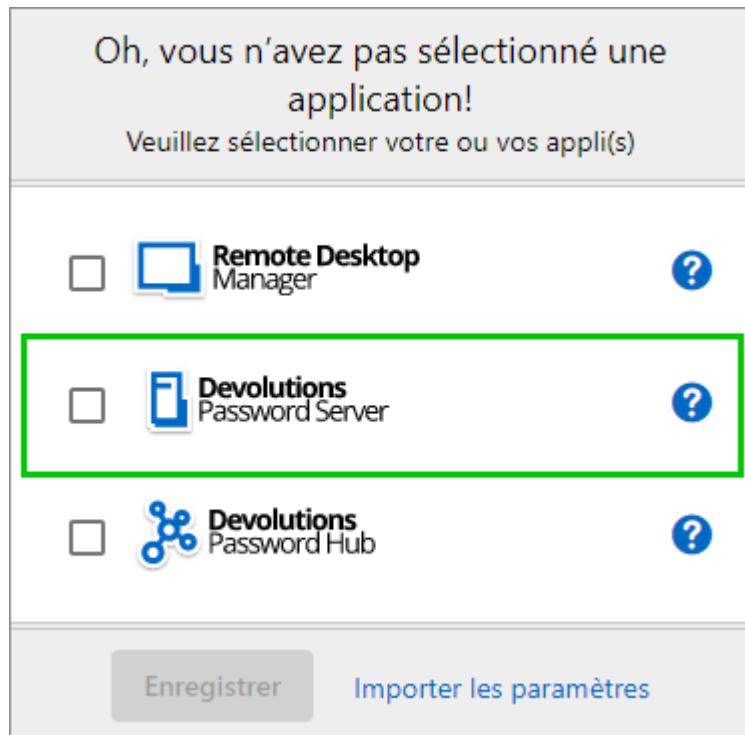 Oh, vous n’avez pas sélectionné une
application!
Veuillez sélectionner votre ou vos appli(s)
Remote Desktop
Manager
?
Devolutions
Password Server
?
Devolutions
Password Hub
?
Enregistrer
Importer les paramètres